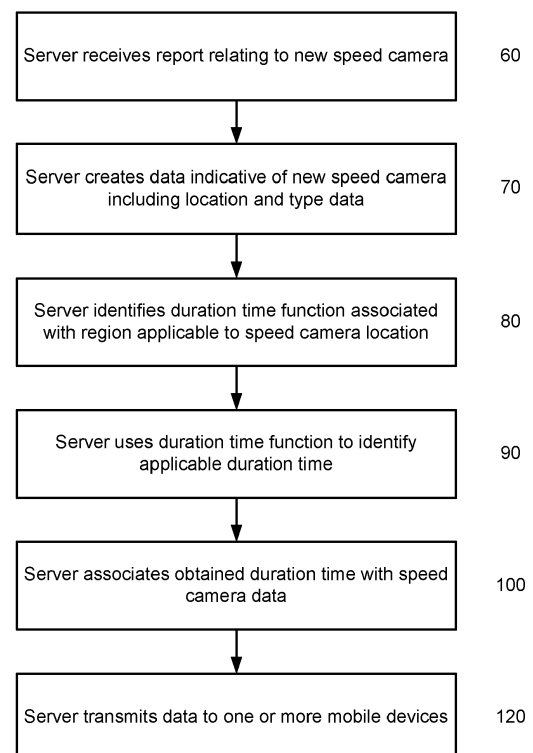 Server receives report relating to new speed camera
60
Server creates data indicative of new speed camera
including location and type data
70
Server identifies duration time function associated
with region applicable to speed camera location
80
Server uses duration time function to identify
applicable duration time
90
Server associates obtained duration time with speed
camera data
100
Server transmits data to one or more mobile devices
120